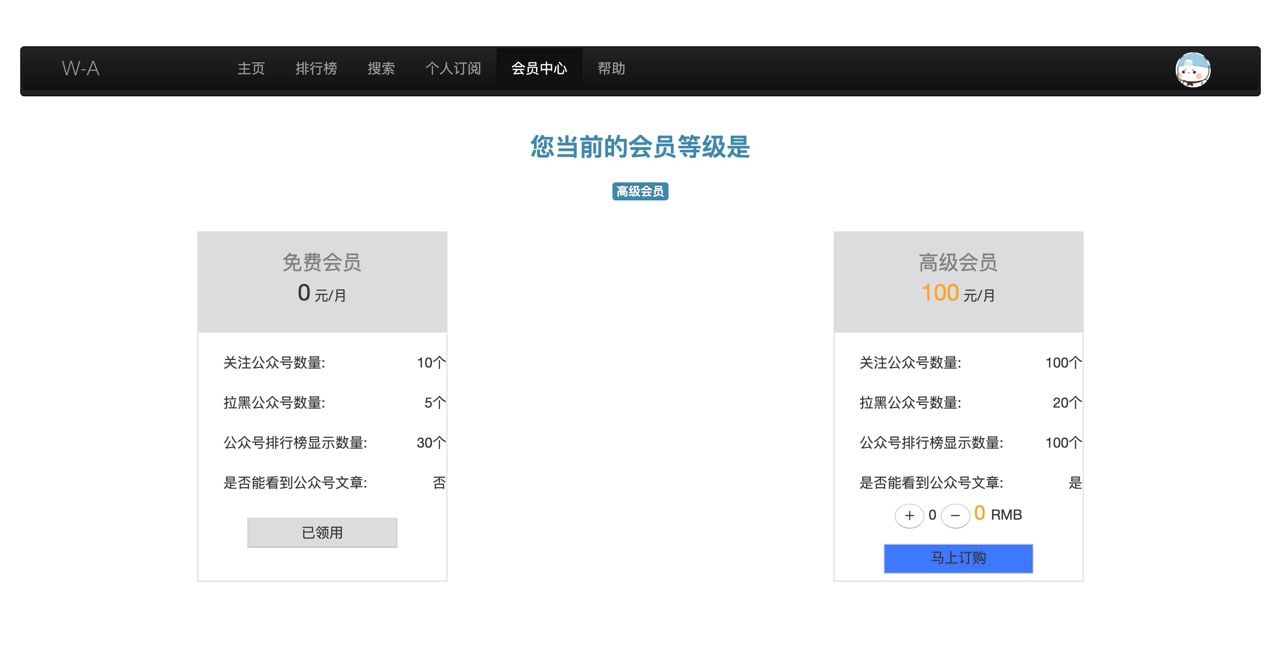 W-A 主页 排行榜 搜索 个人订阅 会员中心 帮助
您当前的会员等级是
高级会员
免费会员
0 元/月
关注公众号数量: 10个
拉黑公众号数量: 5个
公众号排行榜显示数量: 30个
是否能看到公众号文章: 否
已领用
高级会员
100 元/月
关注公众号数量: 100个
拉黑公众号数量: 20个
公众号排行榜显示数量: 100个
是否能看到公众号文章: 是
+ 0 − 0 RMB
马上订购